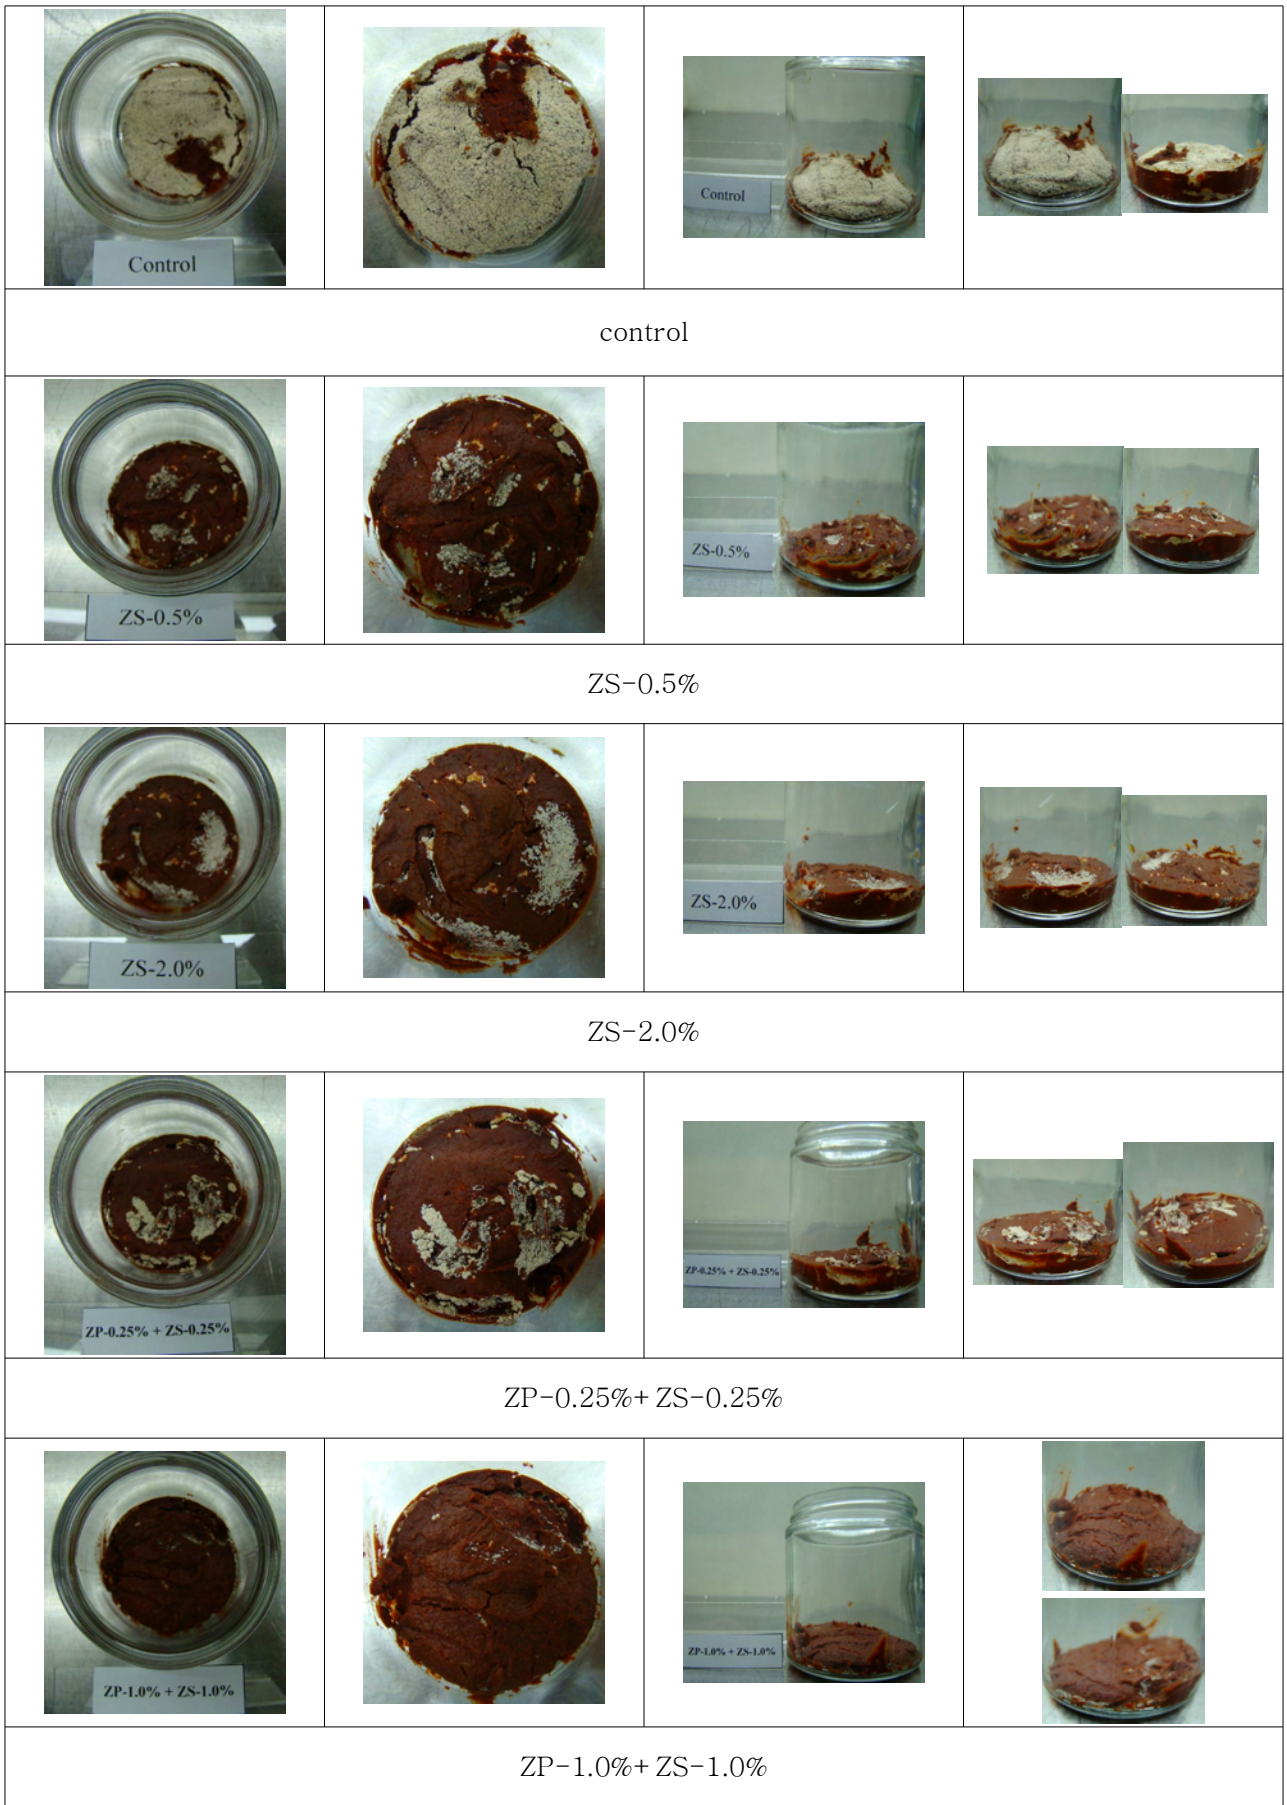 Control
Control
control
ZS-0.5%
ZS-0.5%
ZS-0.5%
ZS-2.0%
ZS-2.0%
ZS-2.0%
ZP-0.25% + ZS-0.25%
ZP-0.25% + ZS-0.25%
ZP-0.25%+ ZS-0.25%
ZP-1.0% + ZS-1.0%
ZP-1.0% + ZS-1.0%
ZP-1.0%+ ZS-1.0%